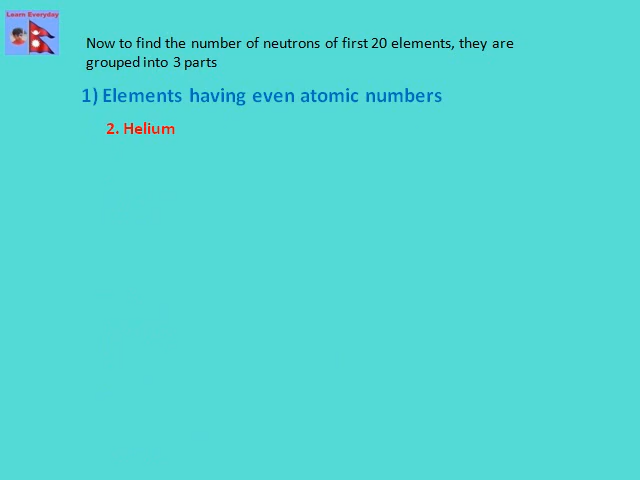 Learn Everyday
Now to find the number of neutrons of first 20 elements, they are
grouped into 3 parts
1) Elements having even atomic numbers
2. Helium